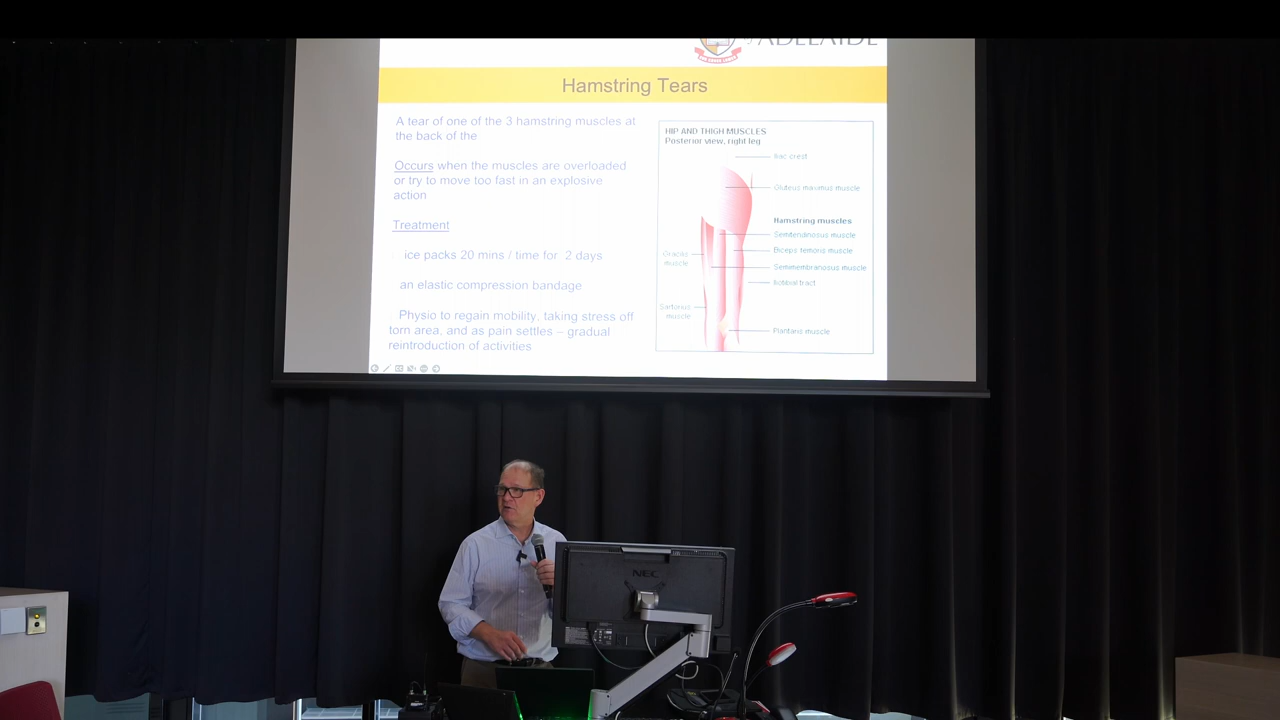 of ADELAIDE
Hamstring Tears
A tear of one of the 3 hamstring muscles at
the back of the
Occurs when the muscles are overloaded
or try to move too fast in an explosive
action
Treatment
ice packs 20 mins / time for 2 days
an elastic compression bandage
Physio to regain mobility, taking stress off
torn area, and as pain settles – gradual
reintroduction of activities
HIP AND THIGH MUSCLES
Posterior view, right leg
Iliac crest
Gluteus maximus muscle
Hamstring muscles
Semitendinosus muscle
Biceps femoris muscle
Semimembranosus muscle
Iliotibial tract
Plantaris muscle
Gracilis
muscle
Sartorius
muscle
NEC